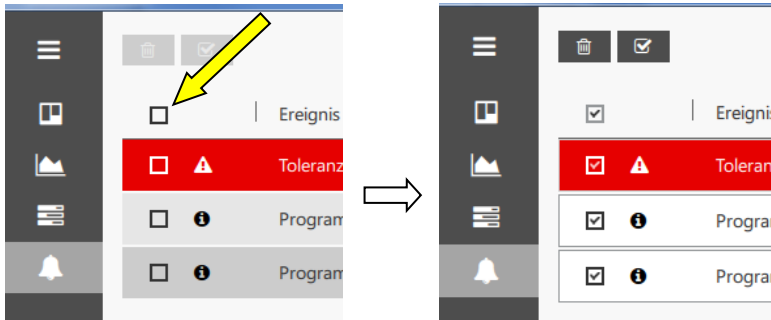 Ereignis
Toleranz
Program
Program
Ereignis
Toleran
Progra
Progra